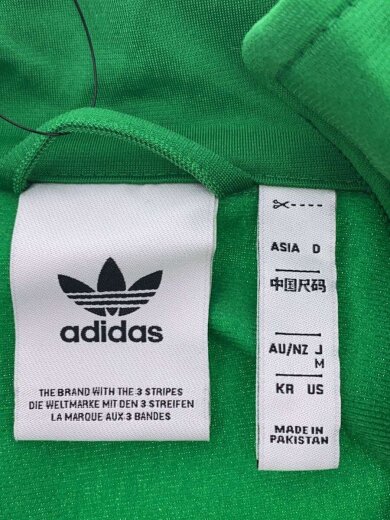 adidas
THE BRAND WITH THE 3 STRIPES
DIE WELTMARKE MIT DEN 3 STREIFEN
LA MARQUE AUX 3 BANDES
ASIA D
中国尺码
AU/NZ J
M
KR US
MADE IN
PAKISTAN